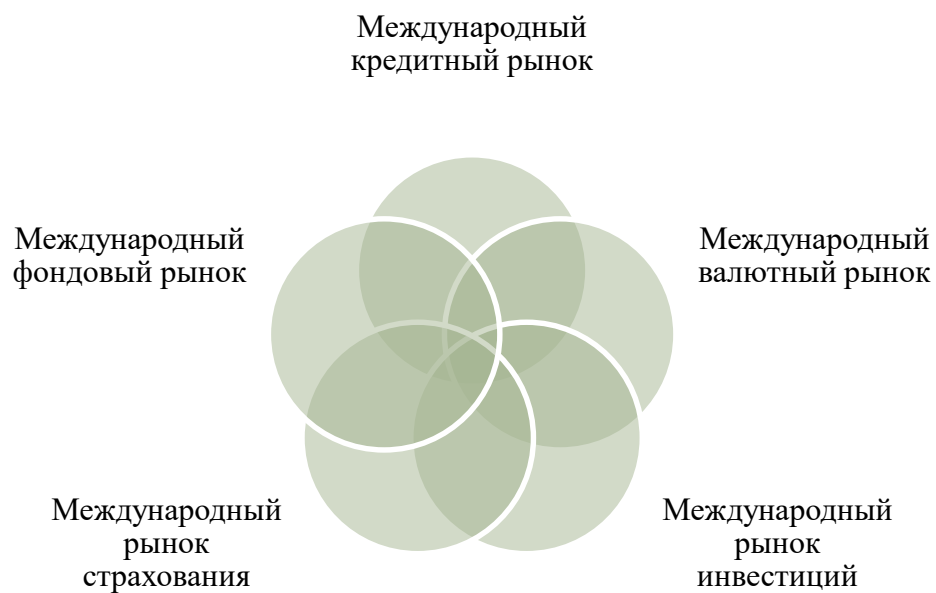 Международный
кредитный рынок
Международный
фондовый рынок
Международный
валютный рынок
Международный
рынок
страхования
Международный
рынок
инвестиций